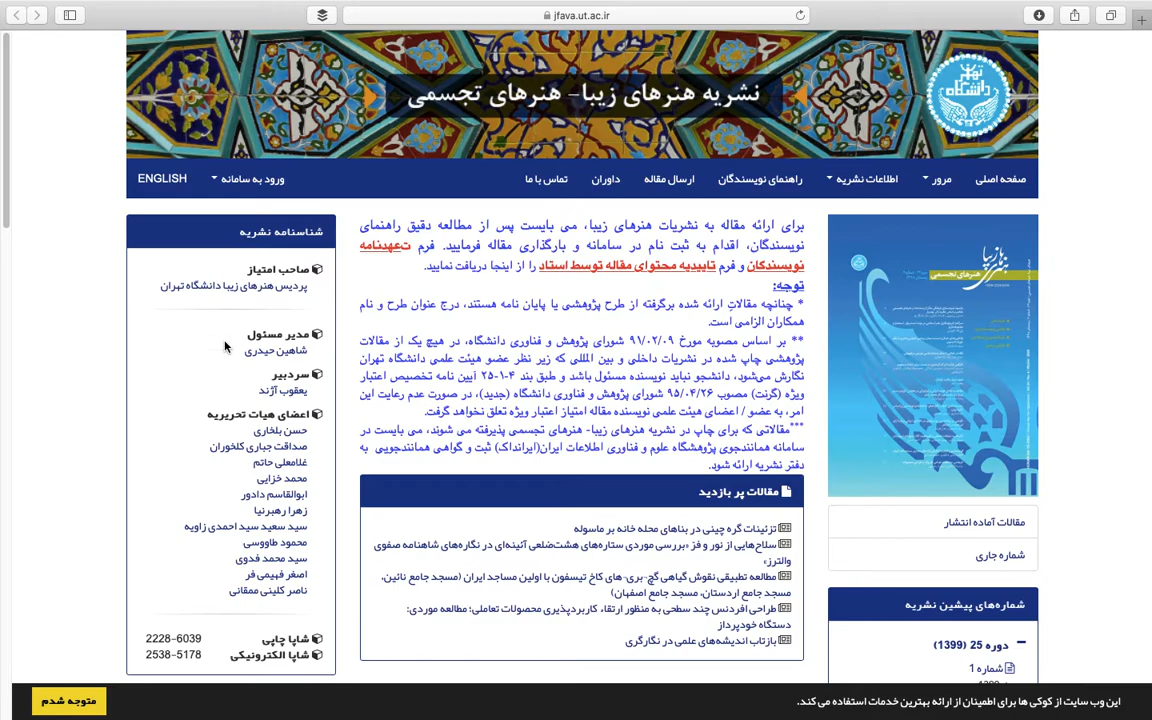 jfava.ut.ac.ir
نشریه هنرهای زیبا- هنرهای تجسمی
صفحه اصلی
مرور
اطلاعات نشریه
راهنمای نویسندگان
ارسال مقاله
داوران
تماس با ما
ورود به سامانه
ENGLISH
برای ارائه مقاله به نشریات هنرهای زیبا، می بایست پس از مطالعه دقیق راهنمای
نویسندگان، اقدام به ثبت نام در سامانه و بارگذاری مقاله فرمایید. فرم تعهدنامه
نویسندگان و فرم تاییدیه محتوای مقاله توسط استاد را از اینجا دریافت نمایید.
توجه:
* چنانچه مقالاتِ ارائه شده برگرفته از طرح پژوهشی یا پایان نامه هستند، درج عنوان طرح و نام
همکاران الزامی است.
** بر اساس مصوبه مورخ ۹۱/۰۲/۰۹ شورای پژوهش و فناوری دانشگاه، در هیچ یک از مقالات
پژوهشی چاپ شده در نشریات داخلی و بین المللی که زیر نظر عضو هیئت علمی دانشگاه تهران
نگارش می‌شود، دانشجو نباید نویسنده مسئول باشد و طبق بند ۴-۱-۲۵ آیین نامه تخصیص اعتبار
ویژه (گرنت) مصوب ۹۵/۰۴/۲۶ شورای پژوهش و فناوری دانشگاه (جدید)، در صورت عدم رعایت این
امر، به عضو / اعضای هیئت علمی نویسنده مقاله امتیاز اعتبار ویژه تعلق نخواهد گرفت.
***مقالاتی که برای چاپ در نشریه هنرهای زیبا- هنرهای تجسمی پذیرفته می شوند، می بایست در
سامانه همانندجوی پژوهشگاه علوم و فناوری اطلاعات ایران(ایرانداک) ثبت و گواهی همانندجویی به
دفتر نشریه ارائه شود.
مقالات پر بازدید
تزئینات گره چینی در بناهای محله خانه بر ماسوله
سلاح‌هایی از نور و فرّ «بررسی موردی ستاره‌های هشت‌ضلعی آئینه‌ای در نگاره‌های شاهنامه صفوی
والترز»
مطالعه تطبیقی نقوش گیاهی گچ-بری-های کاخ تیسفون با اولین مساجد ایران (مسجد جامع نائین،
مسجد جامع اردستان، مسجد جامع اصفهان)
طراحی افردنس چند سطحی به منظور ارتقاء کاربردپذیری محصولات تعاملی؛ مطالعه موردی:
دستگاه خودپرداز
بازتاب اندیشه‌های علمی در نگارگری
شناسنامه نشریه
صاحب امتیاز
پردیس هنرهای زیبا دانشگاه تهران
مدیر مسئول
شاهین حیدری
سردبیر
یعقوب آژند
اعضای هیات تحریریه
حسن بلخاری
صداقت جباری کلخوران
غلامعلی حاتم
محمد خزایی
ابوالقاسم دادور
زهرا رهبرنیا
سید سعید سید احمدی زاویه
محمود طاووسی
سید محمد فدوی
اصغر فهیمی فر
ناصر کلینی ممقانی
شاپا چاپی 2228-6039
شاپا الکترونیکی 2538-5178
هنرهای تجسمی
مقالات آماده انتشار
شماره جاری
شماره‌های پیشین نشریه
دوره 25 (1399)
شماره 1
این وب سایت از کوکی ها برای اطمینان از ارائه بهترین خدمات استفاده می کند.
متوجه شدم